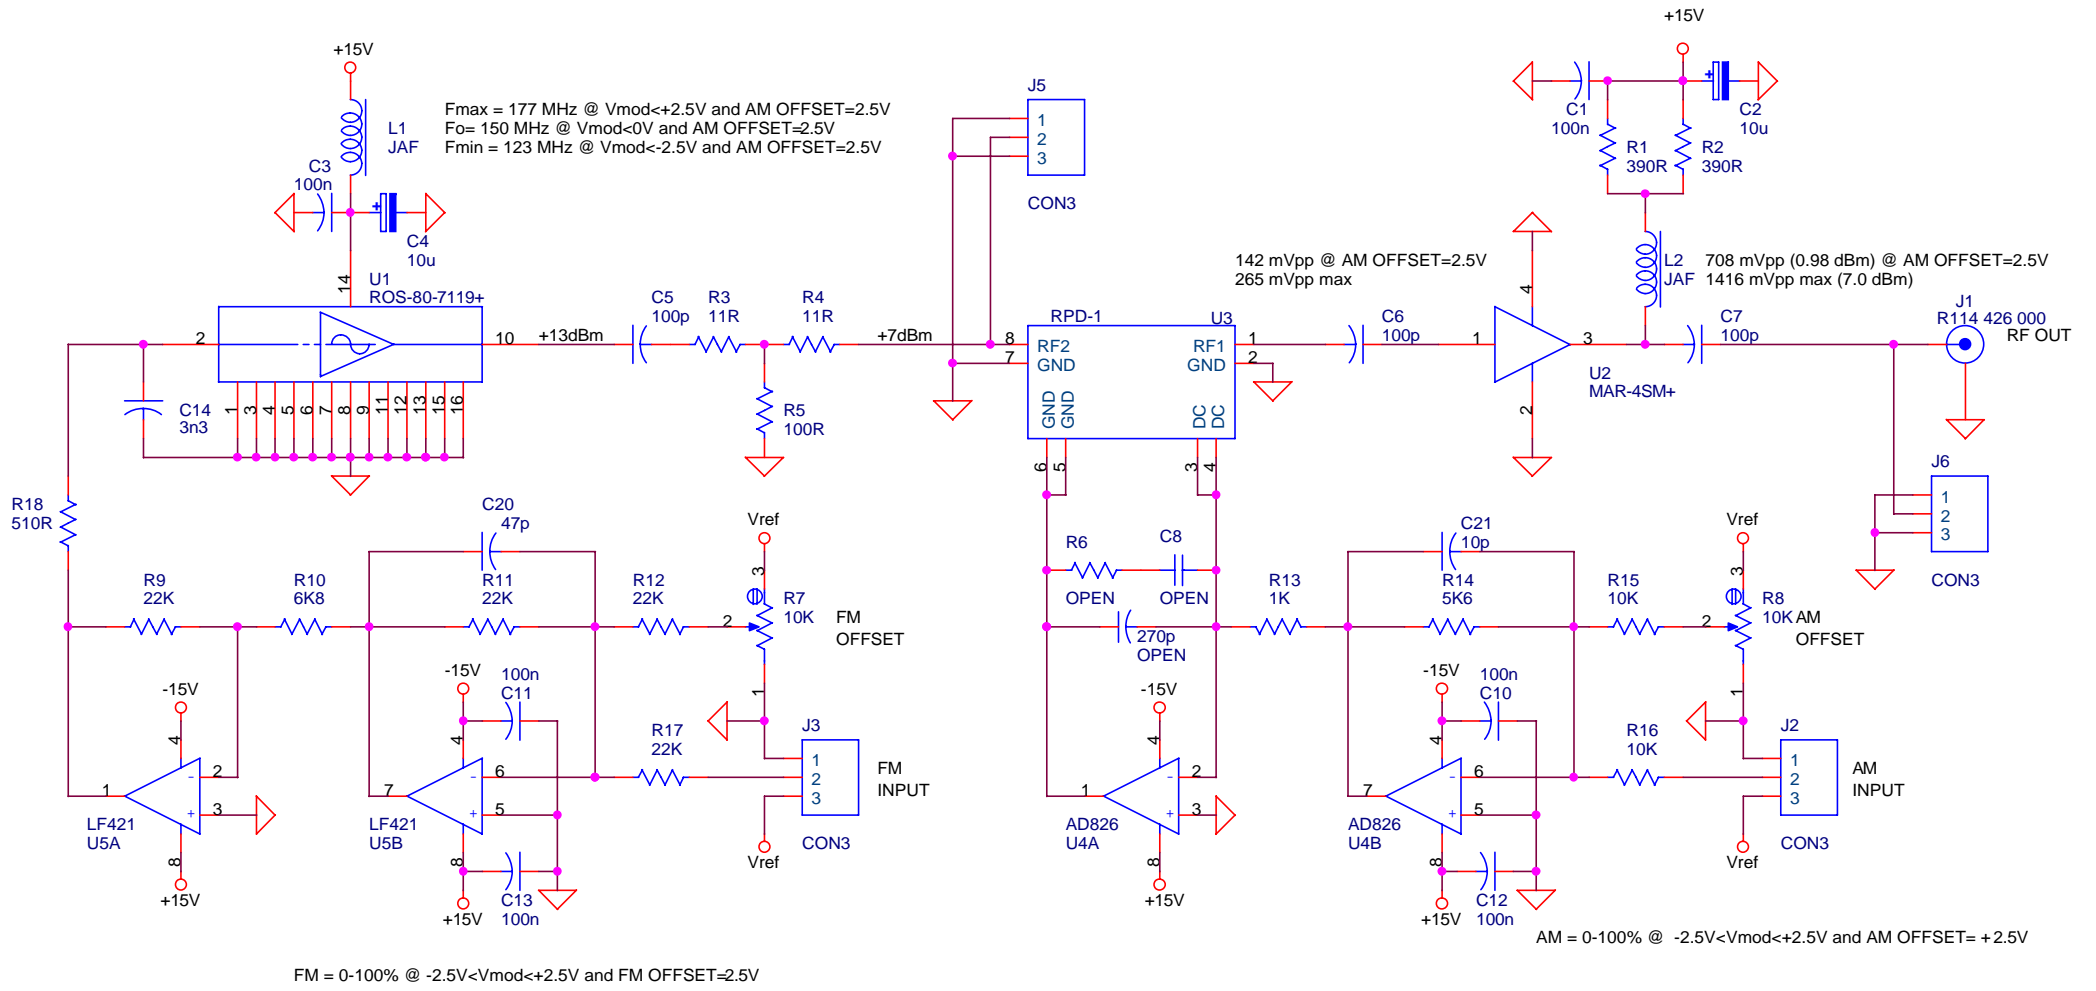 +15V
L1
JAF
Fmax = 177 MHz @ Vmod<+2.5V and AM OFFSET=2.5V
Fo= 150 MHz @ Vmod<0V and AM OFFSET=2.5V
Fmin = 123 MHz @ Vmod<-2.5V and AM OFFSET=2.5V
C3
100n
C4
10u
14
U1
ROS-80-7119+
2
10
+13dBm
1
3
4
5
6
7
8
9
11
12
13
15
16
C14
3n3
C5
100p
R3
11R
R4
11R
+7dBm
R5
100R
J5
1
2
3
CON3
RPD-1
U3
8
7
RF2
GND
RF1
GND
1
2
GND
GND
DC
DC
6
5
3
4
142 mVpp @ AM OFFSET=2.5V
265 mVpp max
C6
100p
1
4
3
2
U2
MAR-4SM+
+15V
C1
100n
C2
10u
R1
390R
R2
390R
L2
JAF
708 mVpp (0.98 dBm) @ AM OFFSET=2.5V
1416 mVpp max (7.0 dBm)
C7
100p
J1
R114 426 000
RF OUT
J6
1
2
3
CON3
R18
510R
R9
22K
R10
6K8
C20
47p
R11
22K
R12
22K
Vref
3
2
1
R7
10K
FM
OFFSET
-15V
4
2
3
1
8
-
+
LF421
U5A
+15V
-15V
100n
C11
4
6
5
7
8
-
+
LF421
U5B
C13
100n
+15V
R17
22K
J3
1
2
3
CON3
FM
INPUT
Vref
R6
OPEN
C8
OPEN
270p
OPEN
R13
1K
C21
10p
R14
5K6
R15
10K
Vref
3
2
1
R8
10K
AM
OFFSET
-15V
4
2
3
1
8
-
+
AD826
U4A
+15V
-15V
100n
C10
4
6
5
7
8
-
+
AD826
U4B
C12
100n
+15V
R16
10K
J2
1
2
3
CON3
AM
INPUT
Vref
AM = 0-100% @ -2.5V<Vmod<+2.5V and AM OFFSET= +2.5V
FM = 0-100% @ -2.5V<Vmod<+2.5V and FM OFFSET=2.5V